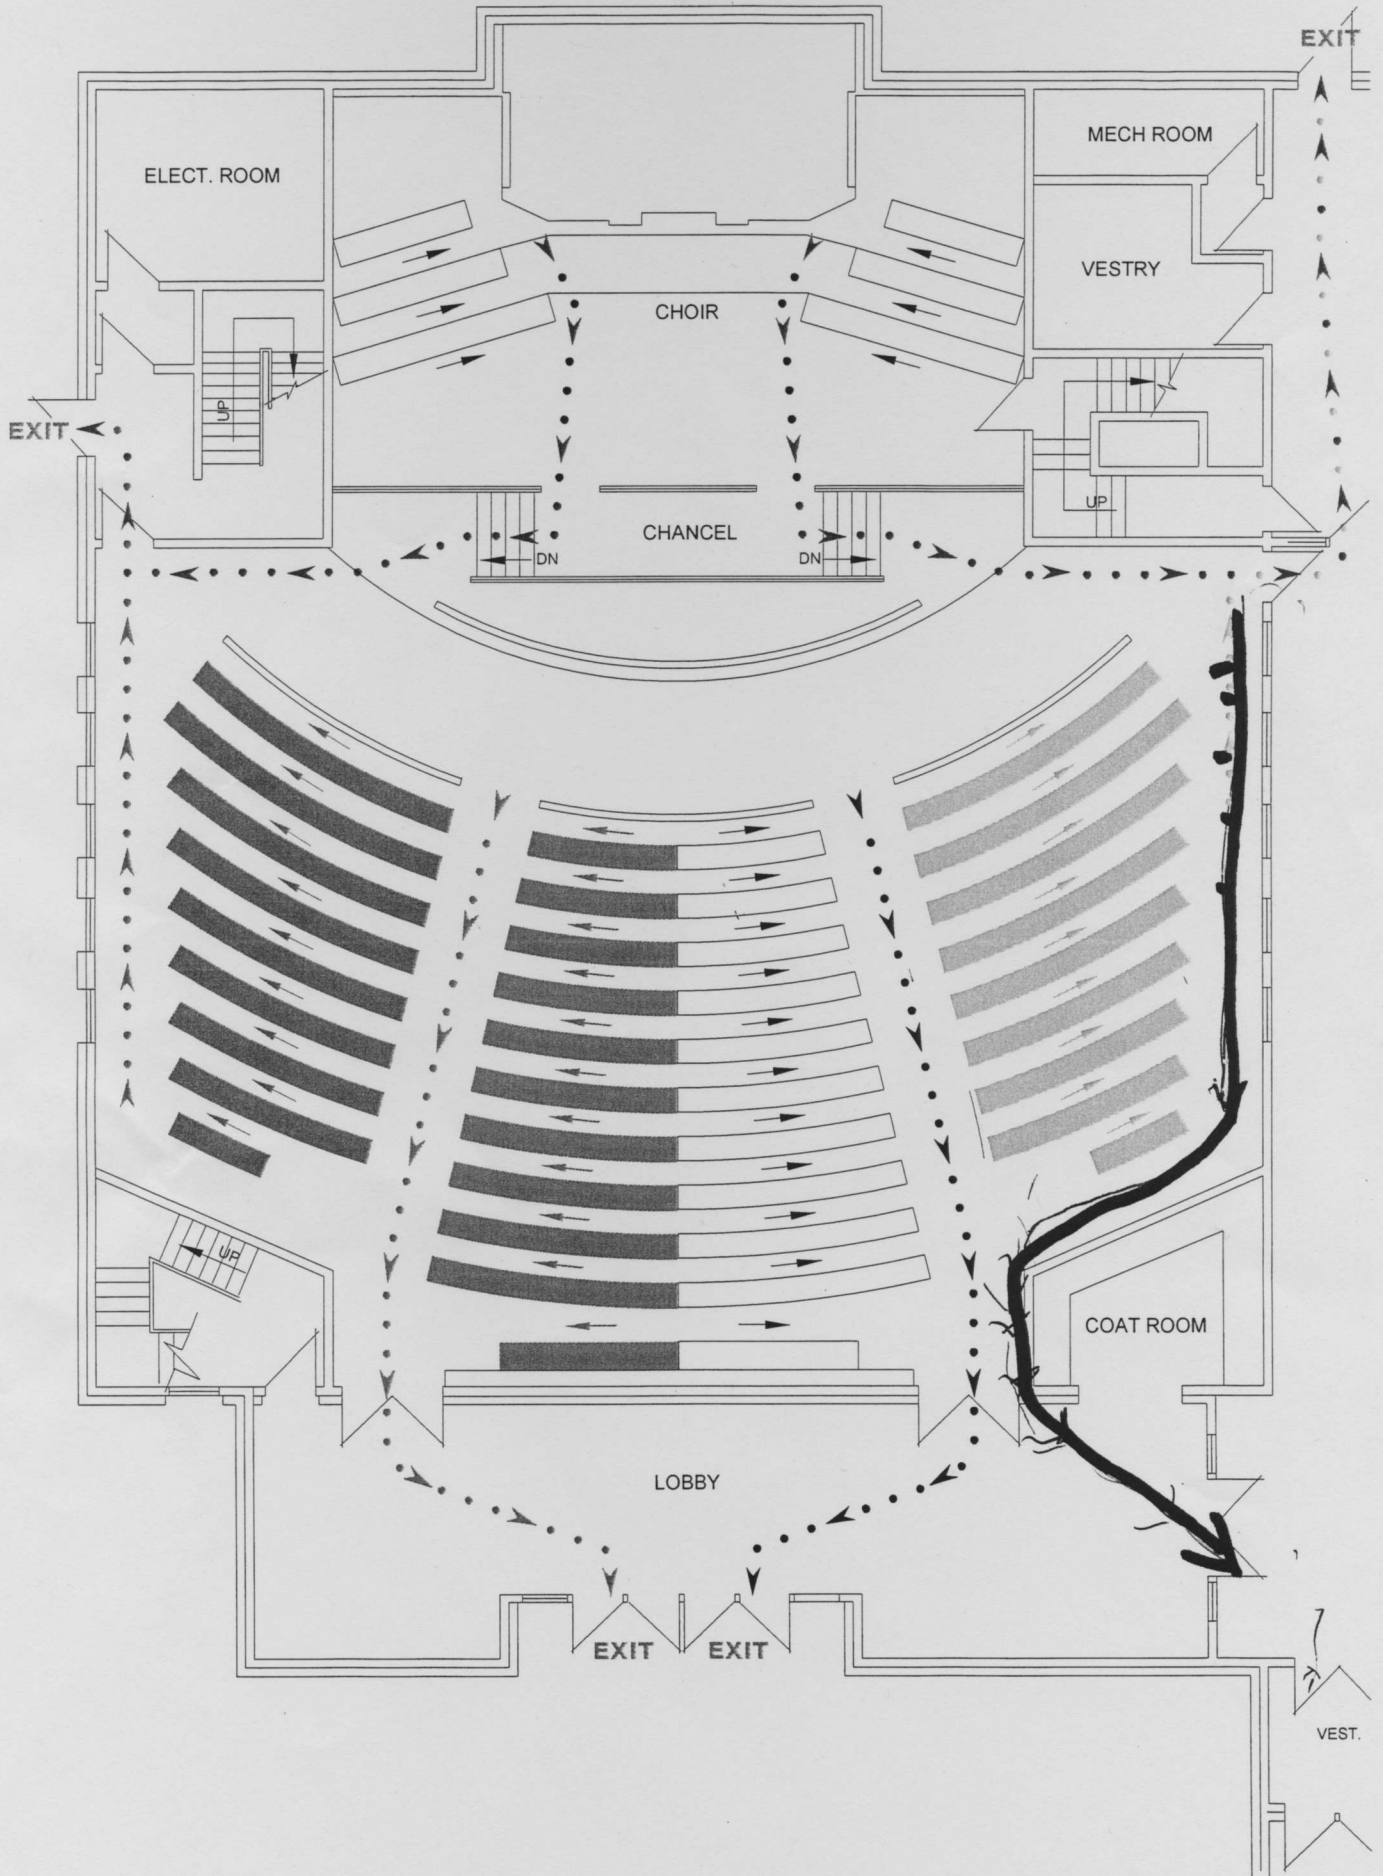 EXIT
MECH ROOM
ELECT. ROOM
VESTRY
CHOIR
UP
EXIT
UP
CHANCEL
DN
DN
UP
COAT ROOM
LOBBY
EXIT
EXIT
VEST.